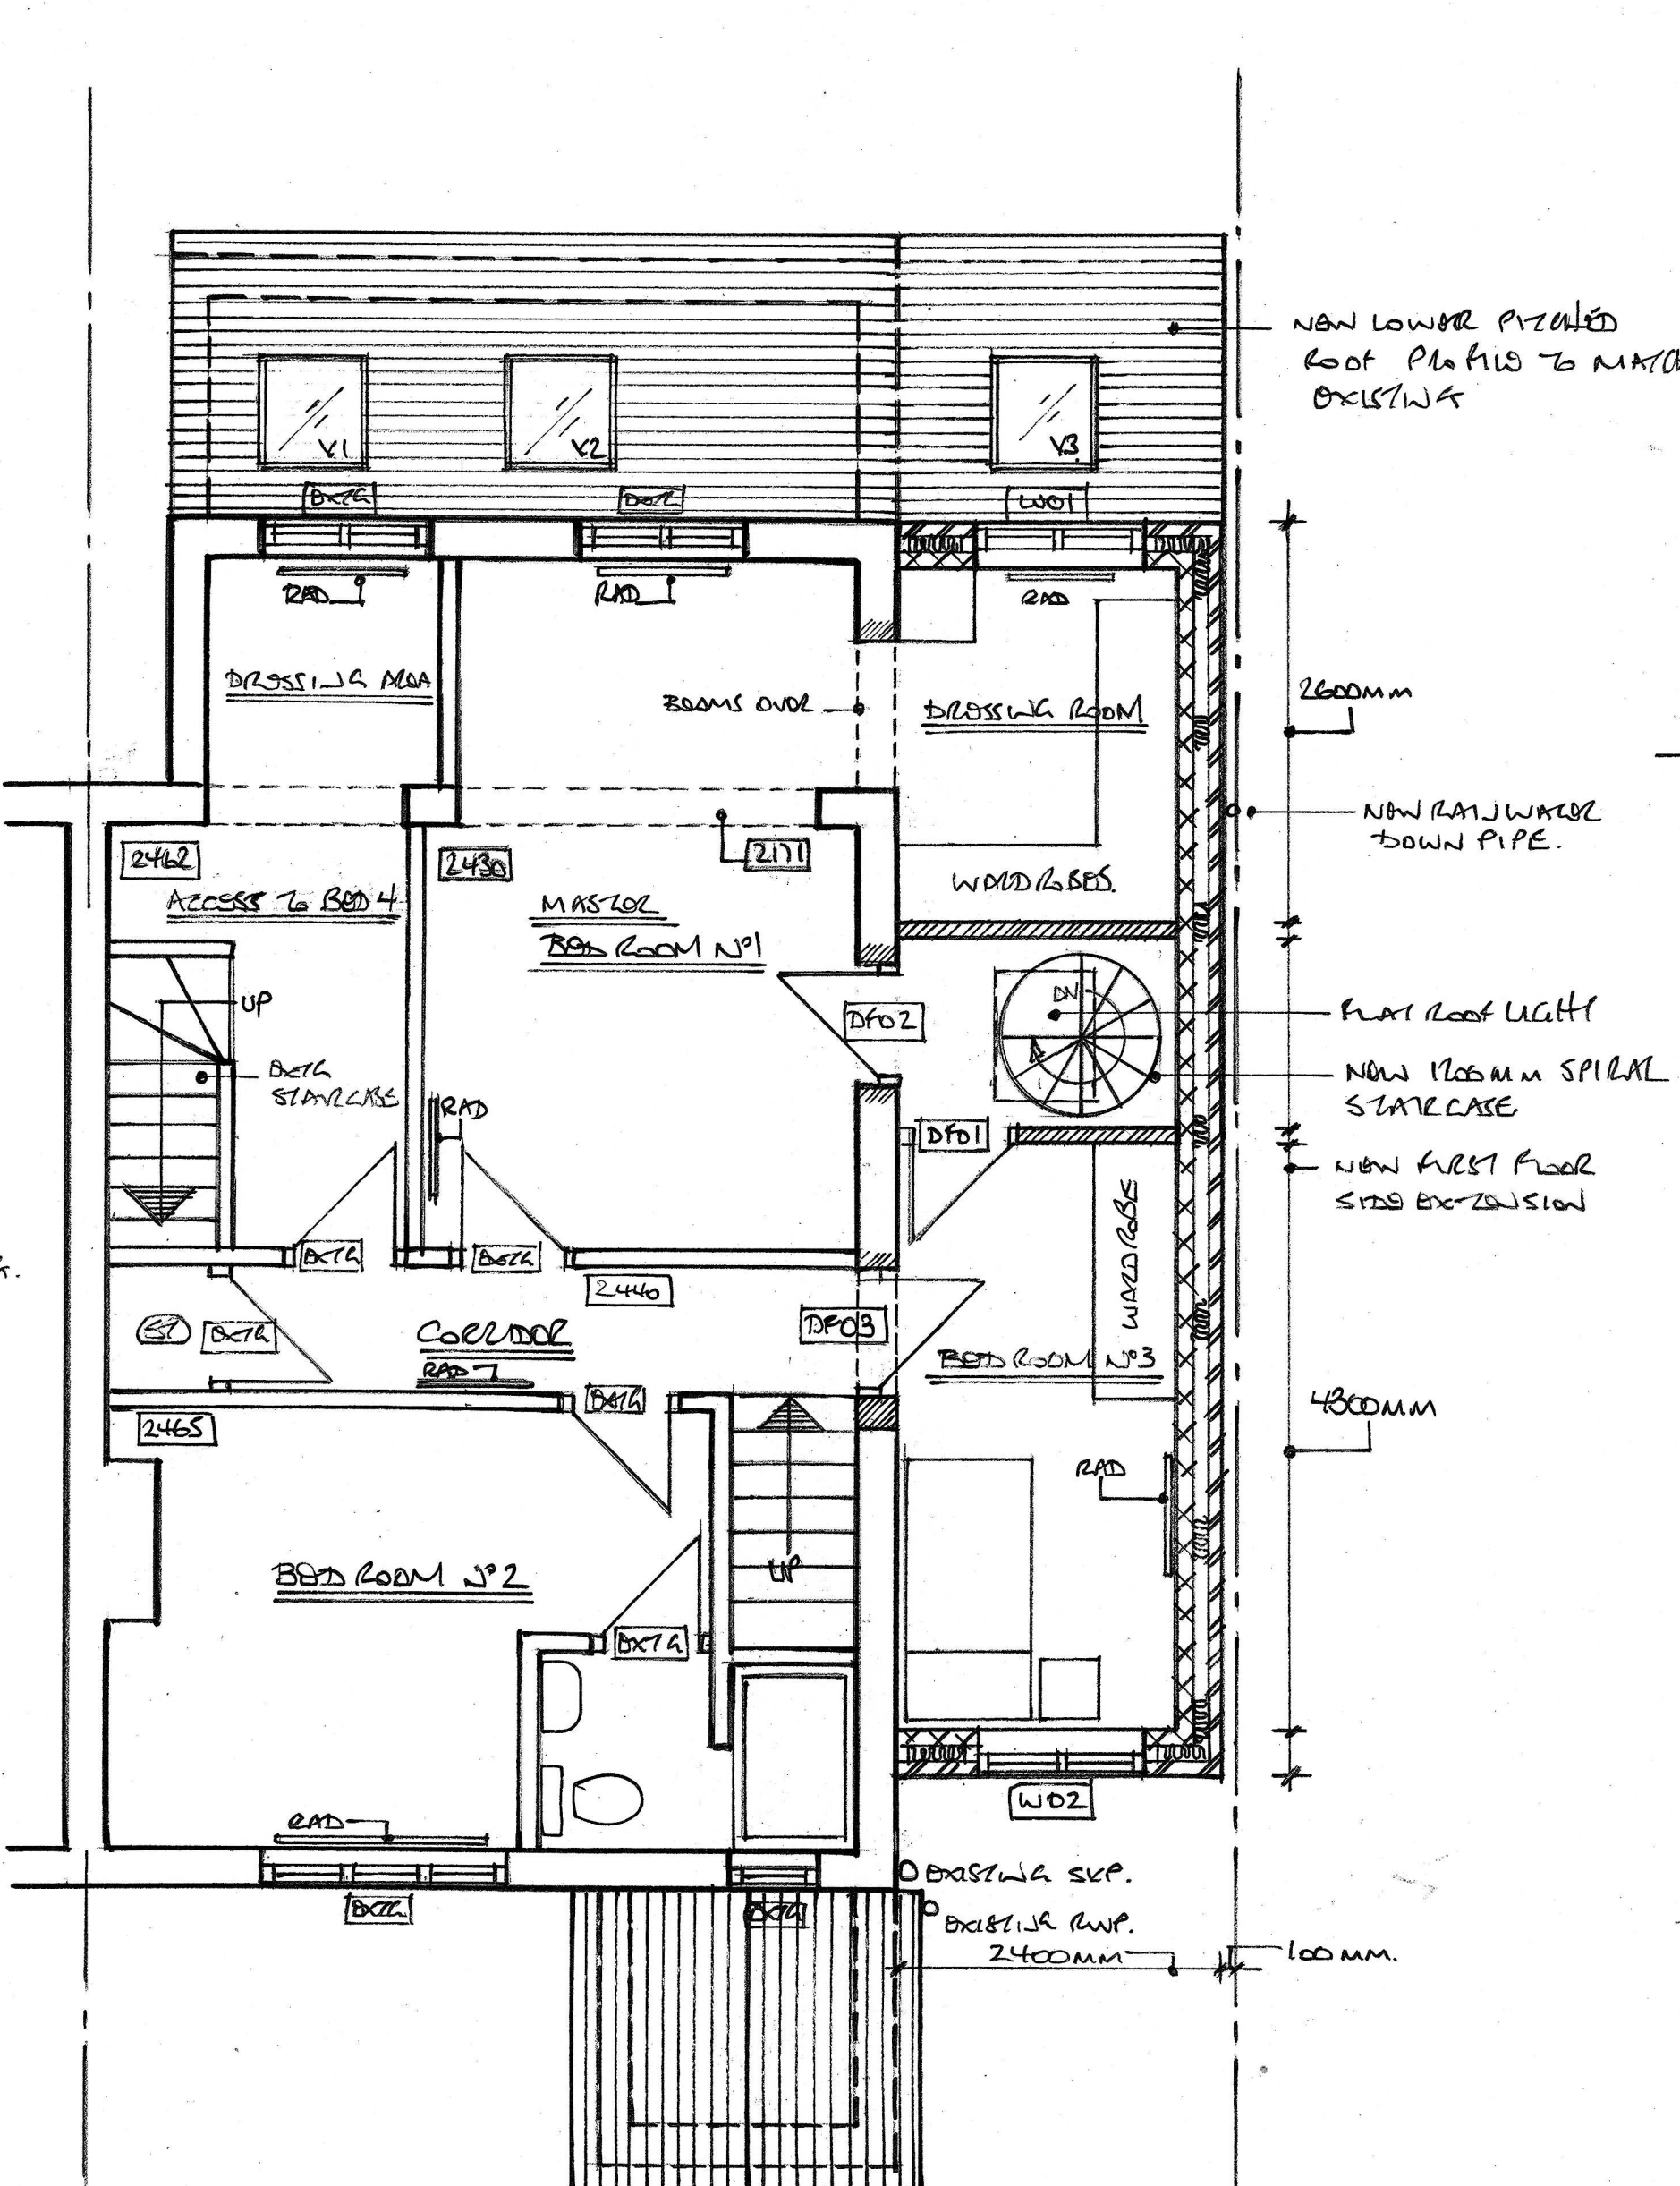 NEW LOWER PITCHED
ROOF PROFILE TO MATCH
EXISTING
V1
V2
V3
EXTG
EXTG
W01
RAD
RAD
RAD
DRESSING AREA
BEAMS OVER
DRESSING ROOM
2600MM
NEW RAINWATER
DOWN PIPE.
2462
2430
2171
ACCESS TO BED 4
MASTER
BEDROOM Nº1
WARDROBES.
UP
DN
DF02
FLAT ROOF LIGHT
EXTG
STAIRCASE
RAD
NEW 1200MM SPIRAL
STAIRCASE
DF01
NEW FIRST FLOOR
SIDE EXTENSION
WARDROBE
EXTG
EXTG
2440
ST
EXTG
CORRIDOR
RAD
DF03
BEDROOM Nº3
EXTG
2465
4300MM
RAD
BEDROOM Nº2
UP
EXTG
RAD
W02
EXISTING SVP.
EXTG
EXTG
EXISTING RWP.
2400MM
100MM.